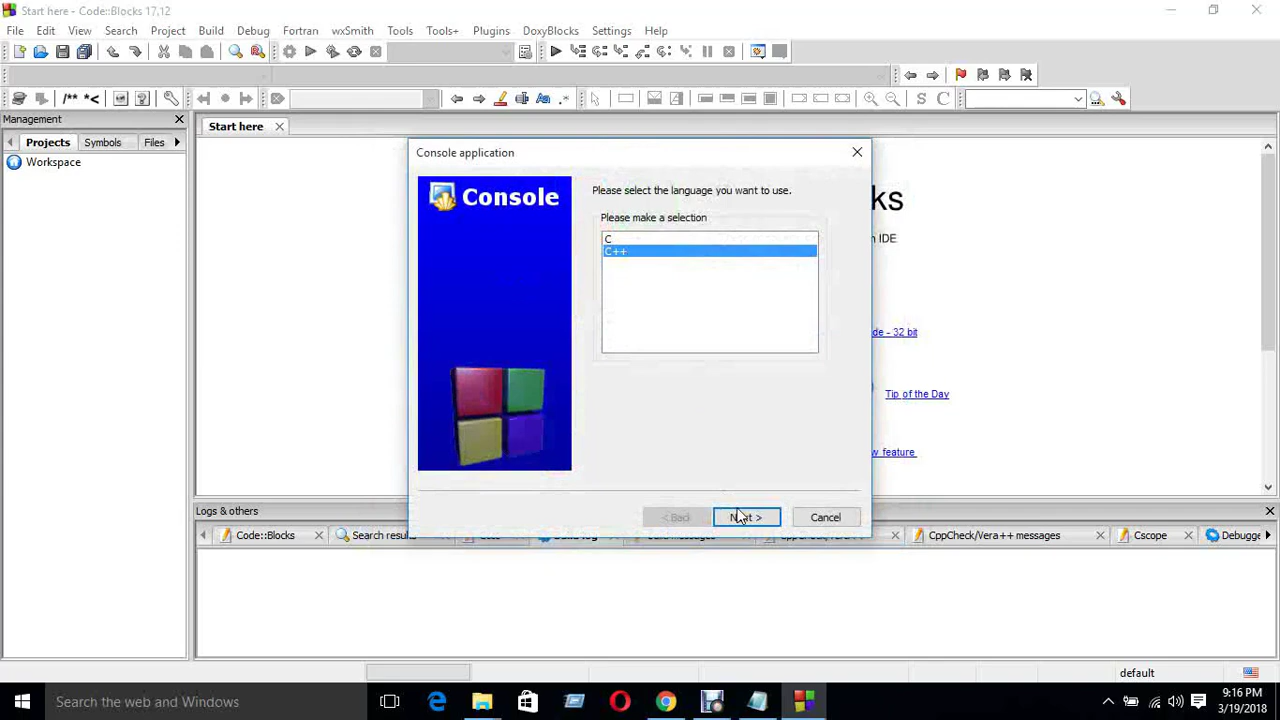 Start here - Code::Blocks 17,12
File Edit View Search Project Build Debug Fortran wxSmith Tools Tools+ Plugins DoxyBlocks Settings Help
/** *<
.*
S C
Management
Start here
Projects Symbols Files
Workspace
Console application
Console
Please select the language you want to use.
Please make a selection
C
C++
ks
n IDE
de - 32 bit
Tip of the Day
w feature
< Back
Cancel
Logs & others
Code::Blocks
Search results
CppCheck/Vera++ messages
Cscope
Debugge
default
Search the web and Windows
9:16 PM
3/19/2018